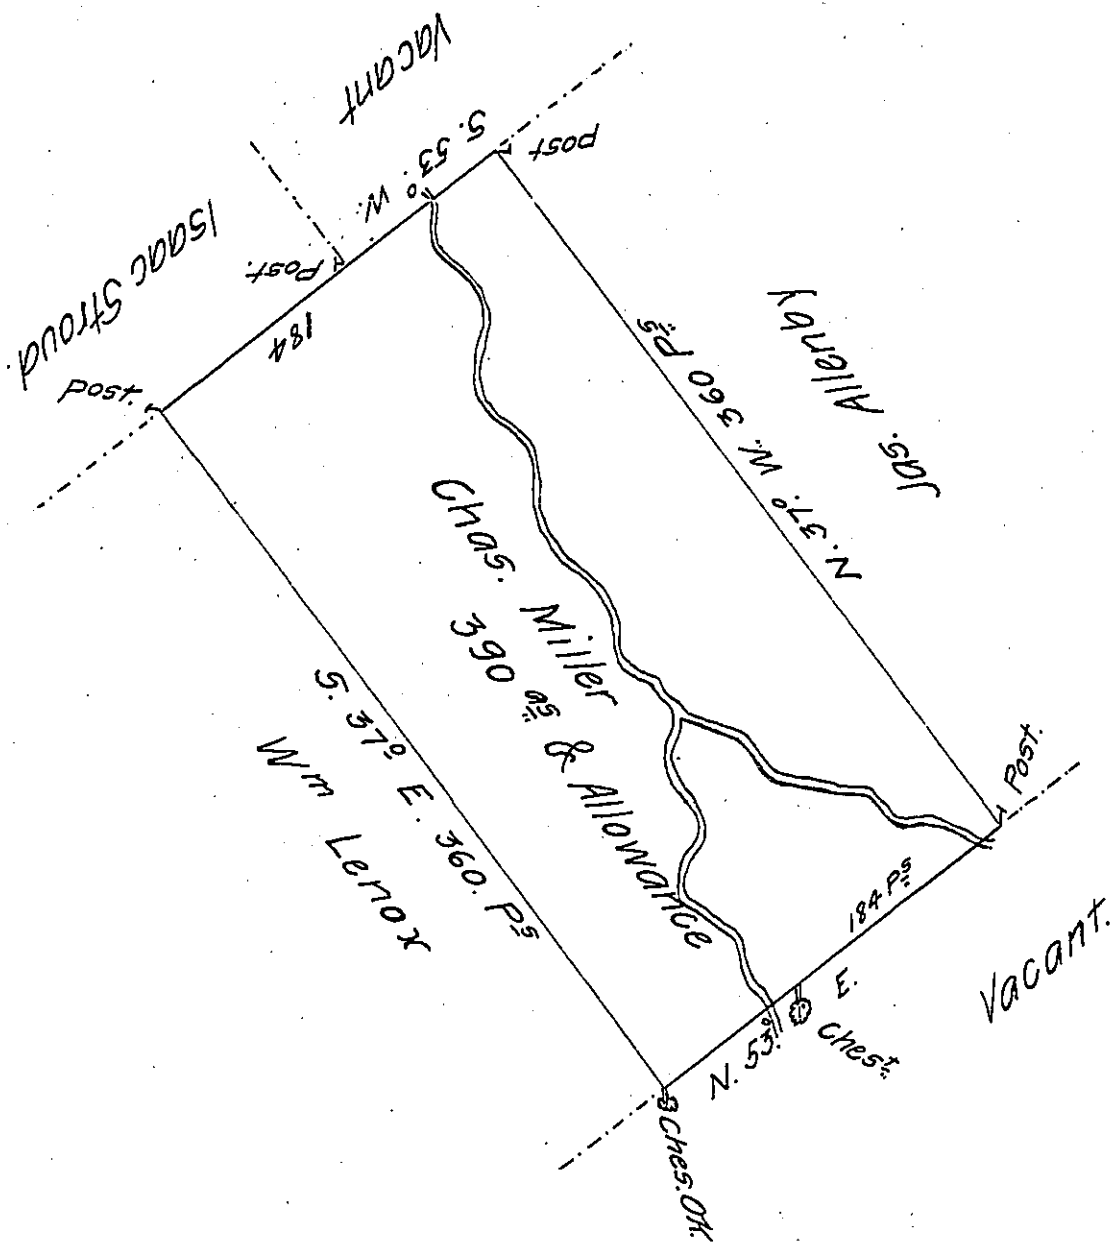 Vacant
S. 53° W.
post
Isaac Stroud.
Post.
184
Post.
Jas. Allenby
N. 37° W. 360 Ps
Chas. Miller
390 as & Allowance
S. 37° E. 360. Ps
Wm Lenox
Post.
184 Ps
N. 53° E.
Chest
Vacant.
Ches. OK.